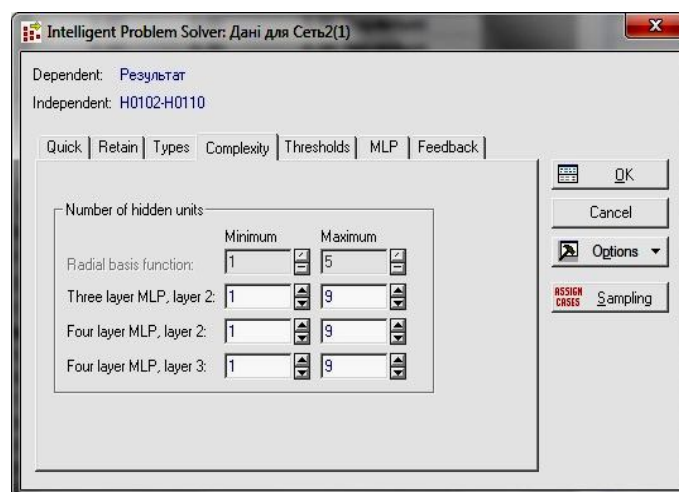 Intelligent Problem Solver: Дані для Сеть2(1)
x
Dependent: Результат
Independent: H0102-H0110
Quick Retain Types Complexity Thresholds MLP Feedback
OK
Cancel
Options
ASSIGN CASES Sampling
Number of hidden units
Minimum Maximum
Radial basis function: 1 5
Three layer MLP, layer 2: 1 9
Four layer MLP, layer 2: 1 9
Four layer MLP, layer 3: 1 9